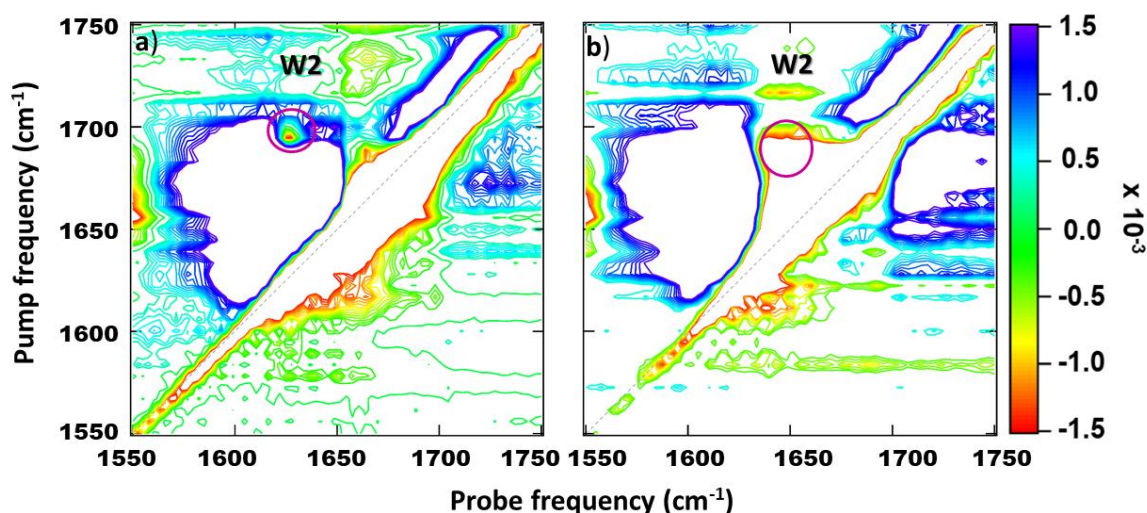 a)
W2
b)
W2
Pump frequency (cm⁻¹)
1750
1700
1650
1600
1550
1550 1600 1650 1700 1750
1550 1600 1650 1700 1750
Probe frequency (cm⁻¹)
1.5
1.0
0.5
0.0
-0.5
-1.0
-1.5
x 10⁻³